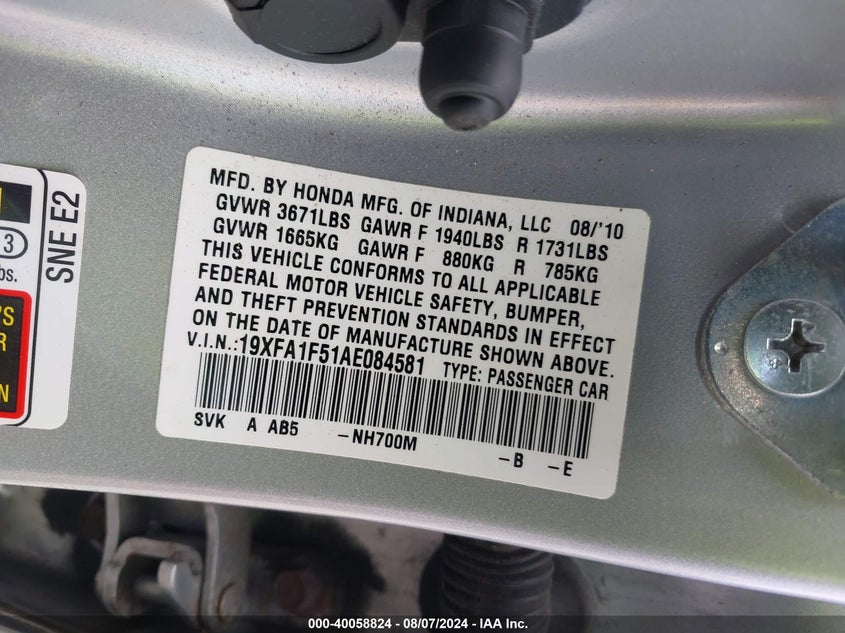 MFD. BY HONDA MFG. OF INDIANA, LLC 08/'10
GVWR 3671LBS GAWR F 1940LBS R 1731LBS
GVWR 1665KG GAWR F 880KG R 785KG
THIS VEHICLE CONFORMS TO ALL APPLICABLE
FEDERAL MOTOR VEHICLE SAFETY, BUMPER,
AND THEFT PREVENTION STANDARDS IN EFFECT
ON THE DATE OF MANUFACTURE SHOWN ABOVE.
V.I.N.:19XFA1F51AE084581 TYPE: PASSENGER CAR
SVK A AB5 -NH700M -B -E
3
bs.
'S
R
N
SNE E2
000-40058824 - 08/07/2024 - IAA Inc.